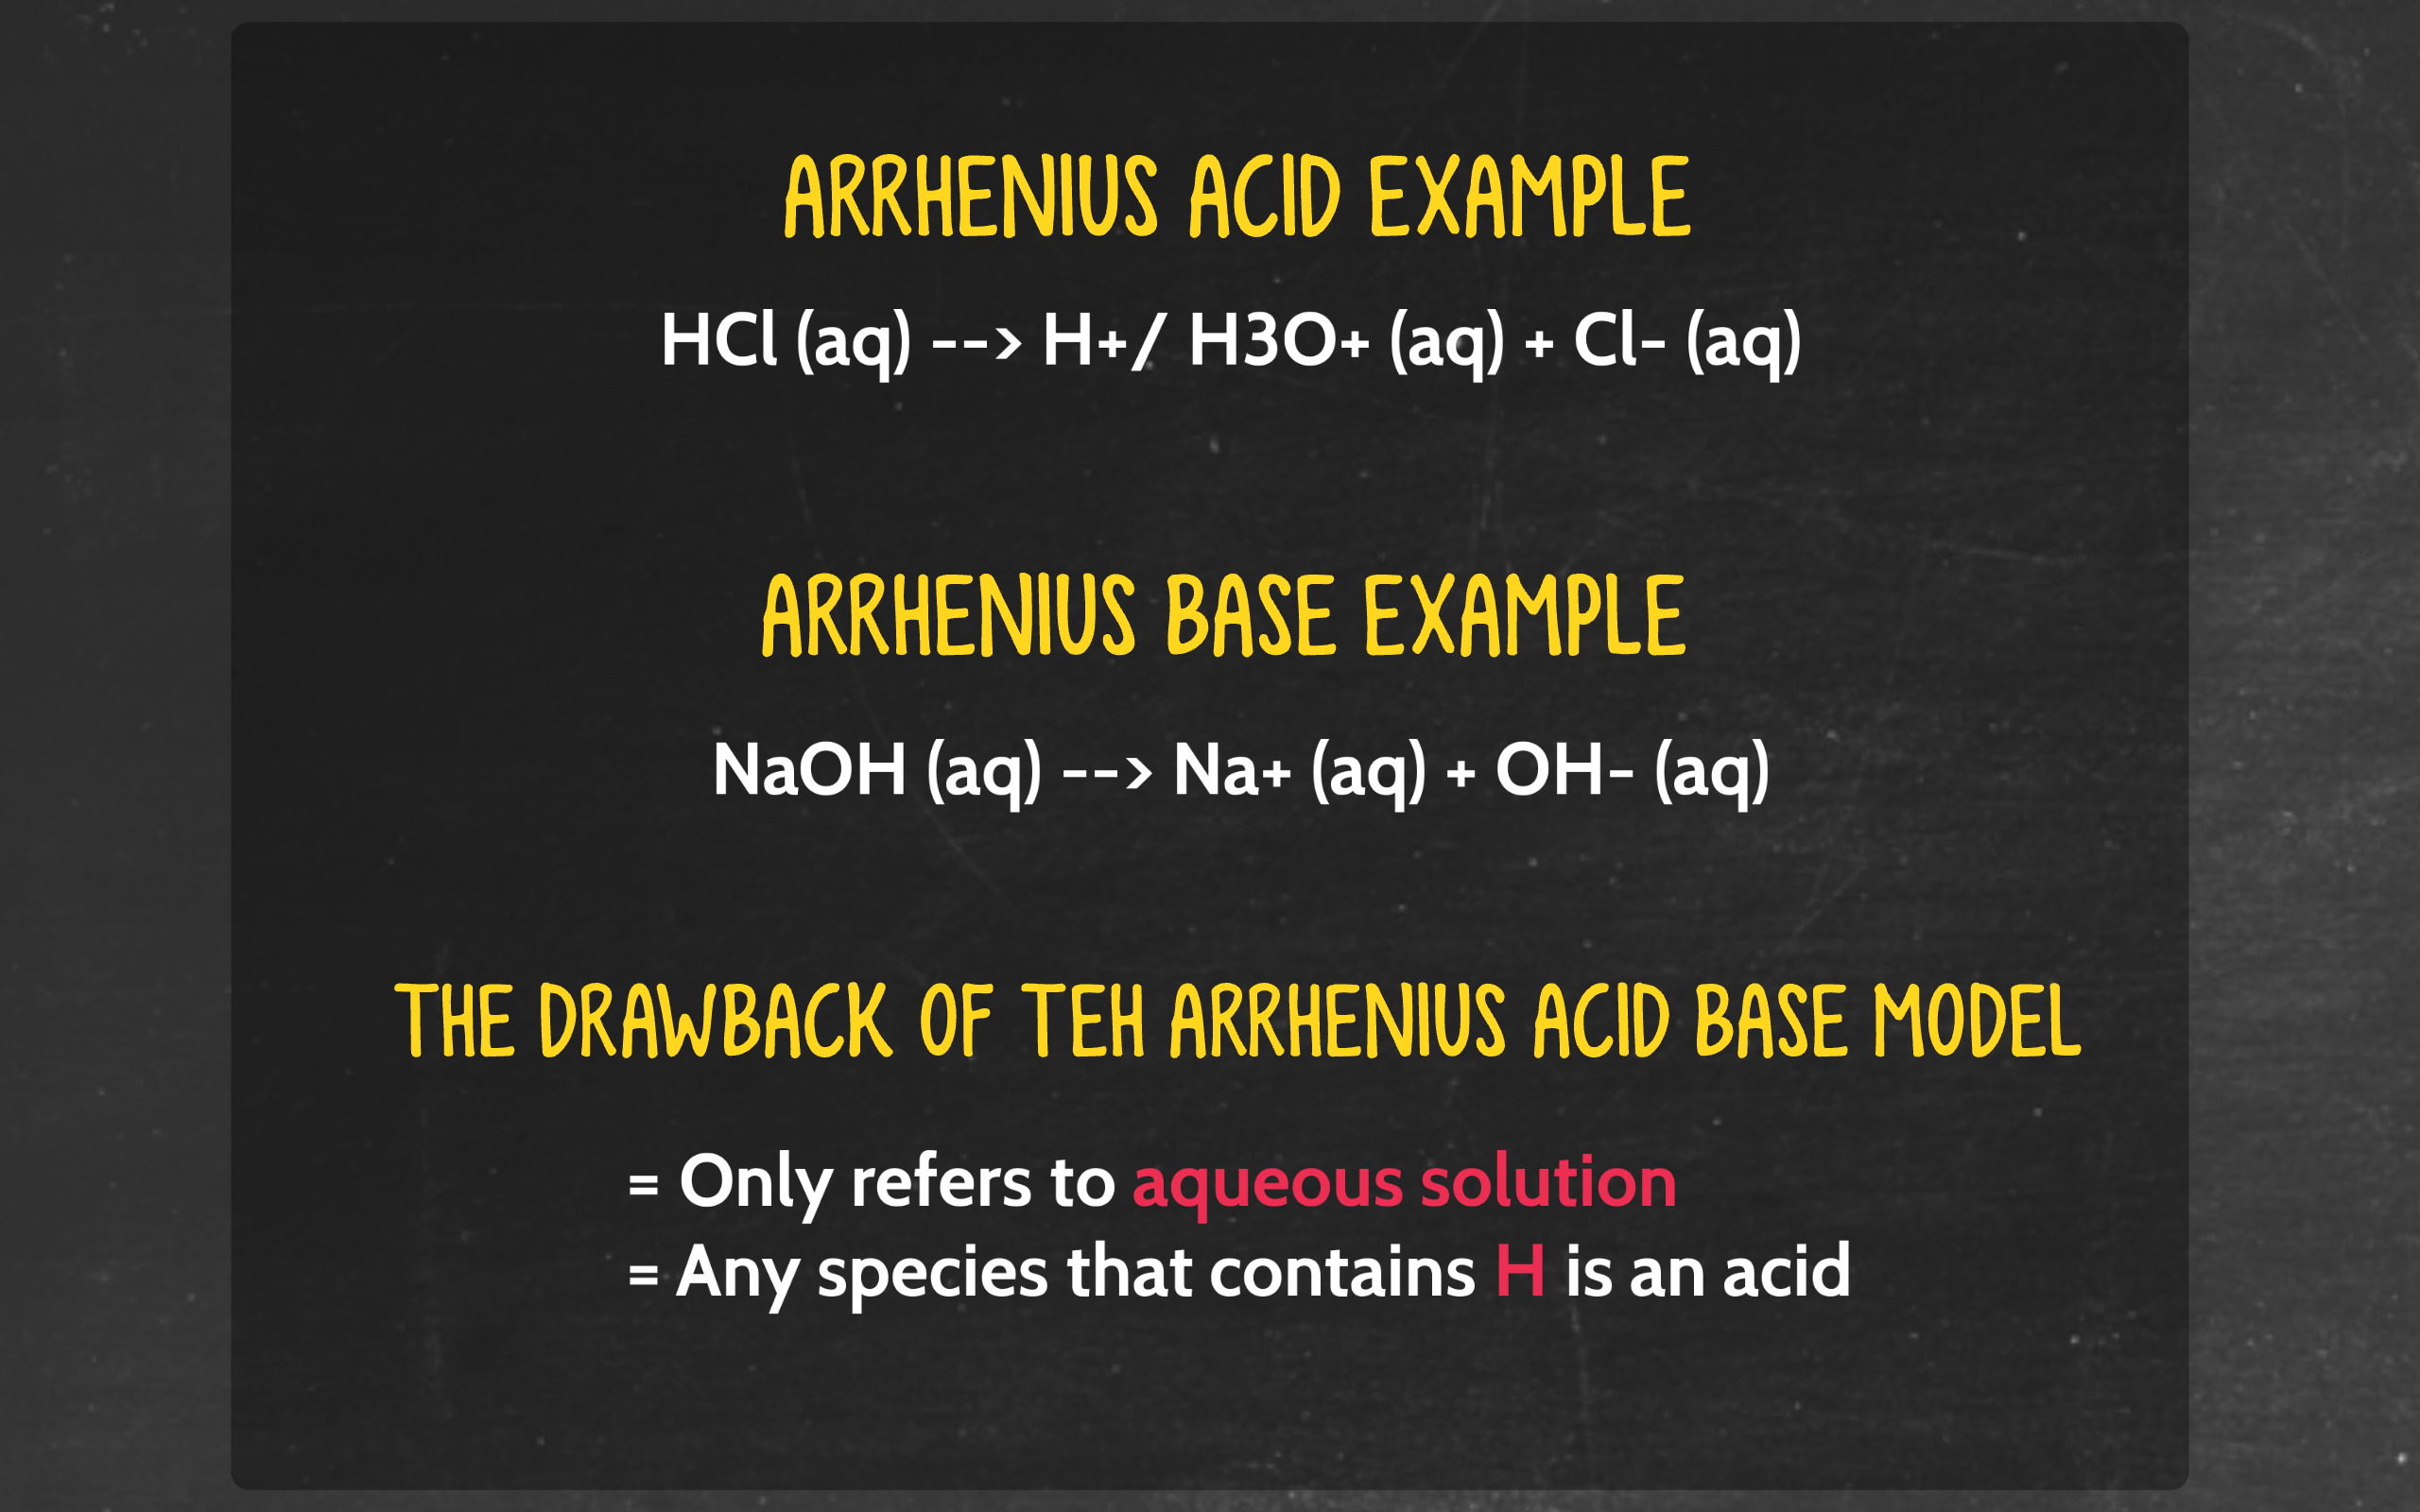 ARRHENIUS ACID EXAMPLE
HCl (aq) --> H+/ H3O+ (aq) + Cl- (aq)
ARRHENIUS BASE EXAMPLE
NaOH (aq) --> Na+ (aq) + OH- (aq)
THE DRAWBACK OF TEH ARRHENIUS ACID BASE MODEL
= Only refers to aqueous solution
= Any species that contains H is an acid